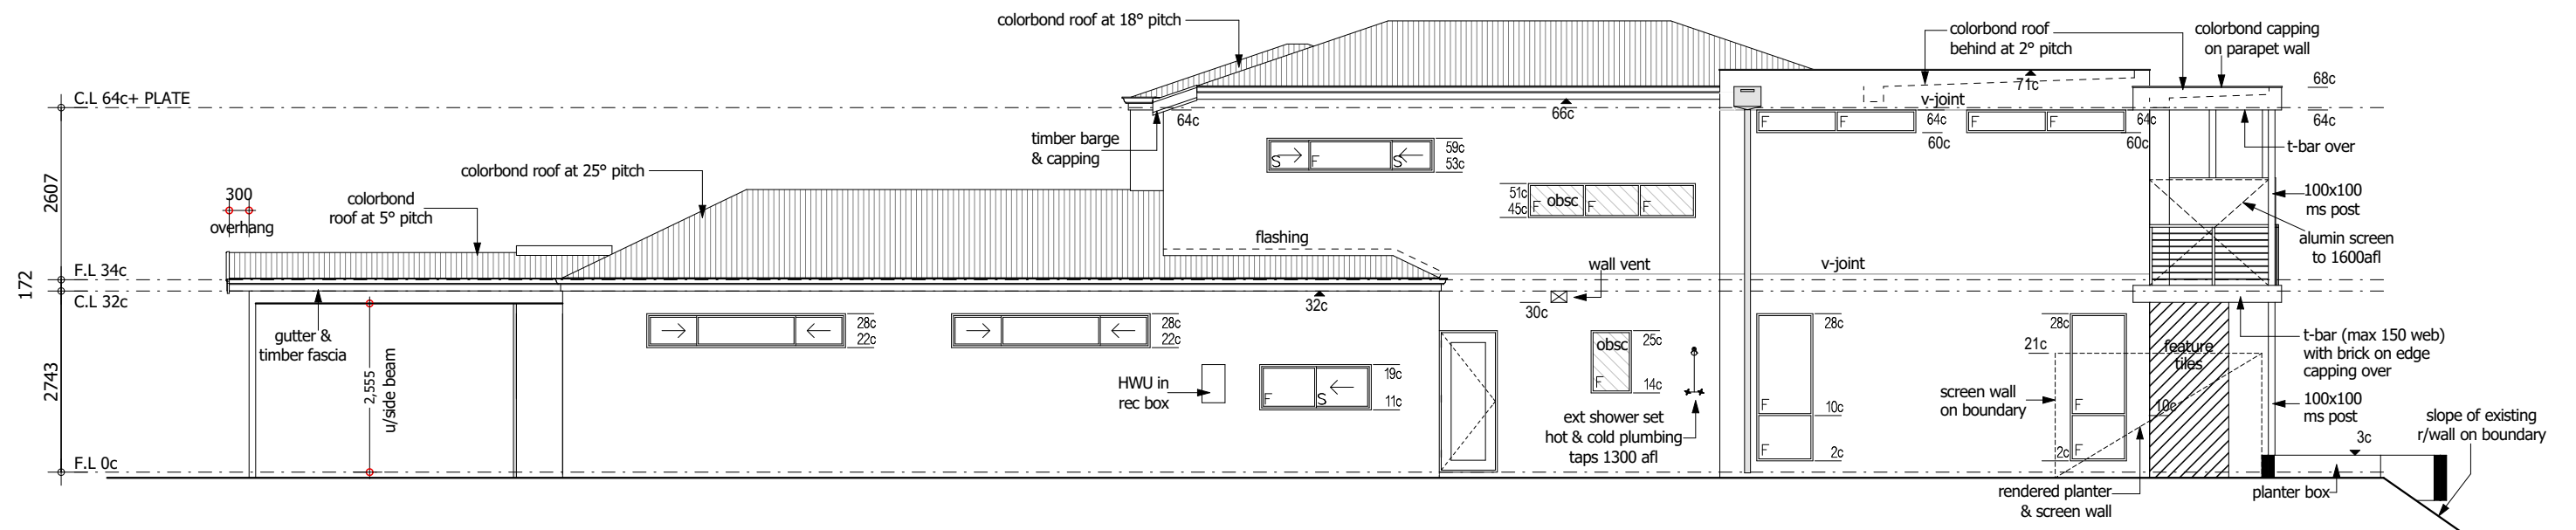 colorbond roof at 18° pitch
colorbond roof
behind at 2° pitch
colorbond capping
on parapet wall
68c
71c
C.L 64c+ PLATE
v-joint
66c
64c
64c
60c
64c
60c
64c
F
F
F
F
timber barge
& capping
t-bar over
S
F
S
59c
53c
colorbond roof at 25° pitch
2607
300
overhang
colorbond
roof at 5° pitch
51c
45c
F
obsc
F
F
100x100
ms post
flashing
alumin screen
to 1600afl
wall vent
v-joint
F.L 34c
172
C.L 32c
32c
30c
gutter &
timber fascia
28c
22c
28c
22c
obsc
25c
F
14c
28c
28c
21c
feature
tiles
t-bar (max 150 web)
with brick on edge
capping over
2743
2,555
u/side beam
HWU in
rec box
F
S
19c
11c
screen wall
on boundary
F
10c
F
10c
100x100
ms post
ext shower set
hot & cold plumbing
taps 1300 afl
slope of existing
r/wall on boundary
3c
F
2c
2c
F
F.L 0c
rendered planter
& screen wall
planter box